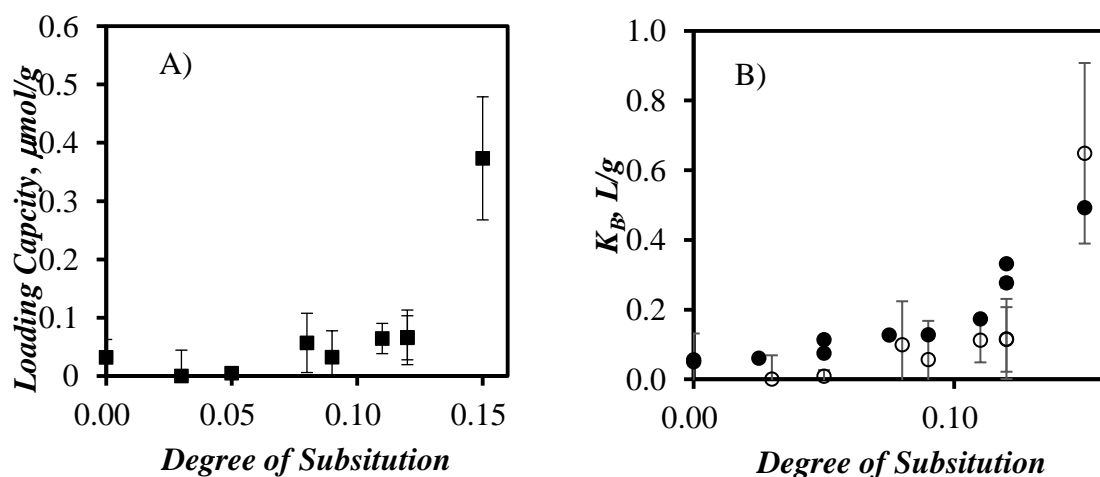 A)
Loading Capcity, μmol/g
0.6
0.5
0.4
0.3
0.2
0.1
0
0.00 0.05 0.10 0.15
Degree of Subsitution
B)
K_B, L/g
1.0
0.8
0.6
0.4
0.2
0.0
0.00 0.10
Degree of Subsitution